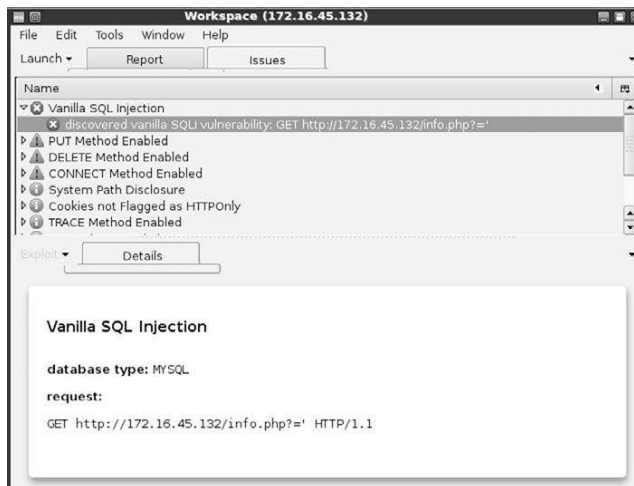 Workspace (172.16.45.132)
File Edit Tools Window Help
Launch Report Issues
Name
Vanilla SQL Injection
discovered vanilla SQLI vulnerability: GET http://172.16.45.132/info.php?='
PUT Method Enabled
DELETE Method Enabled
CONNECT Method Enabled
System Path Disclosure
Cookies not Flagged as HTTPOnly
TRACE Method Enabled
Exploit Details
Vanilla SQL Injection
database type: MYSQL
request:
GET http://172.16.45.132/info.php?=' HTTP/1.1